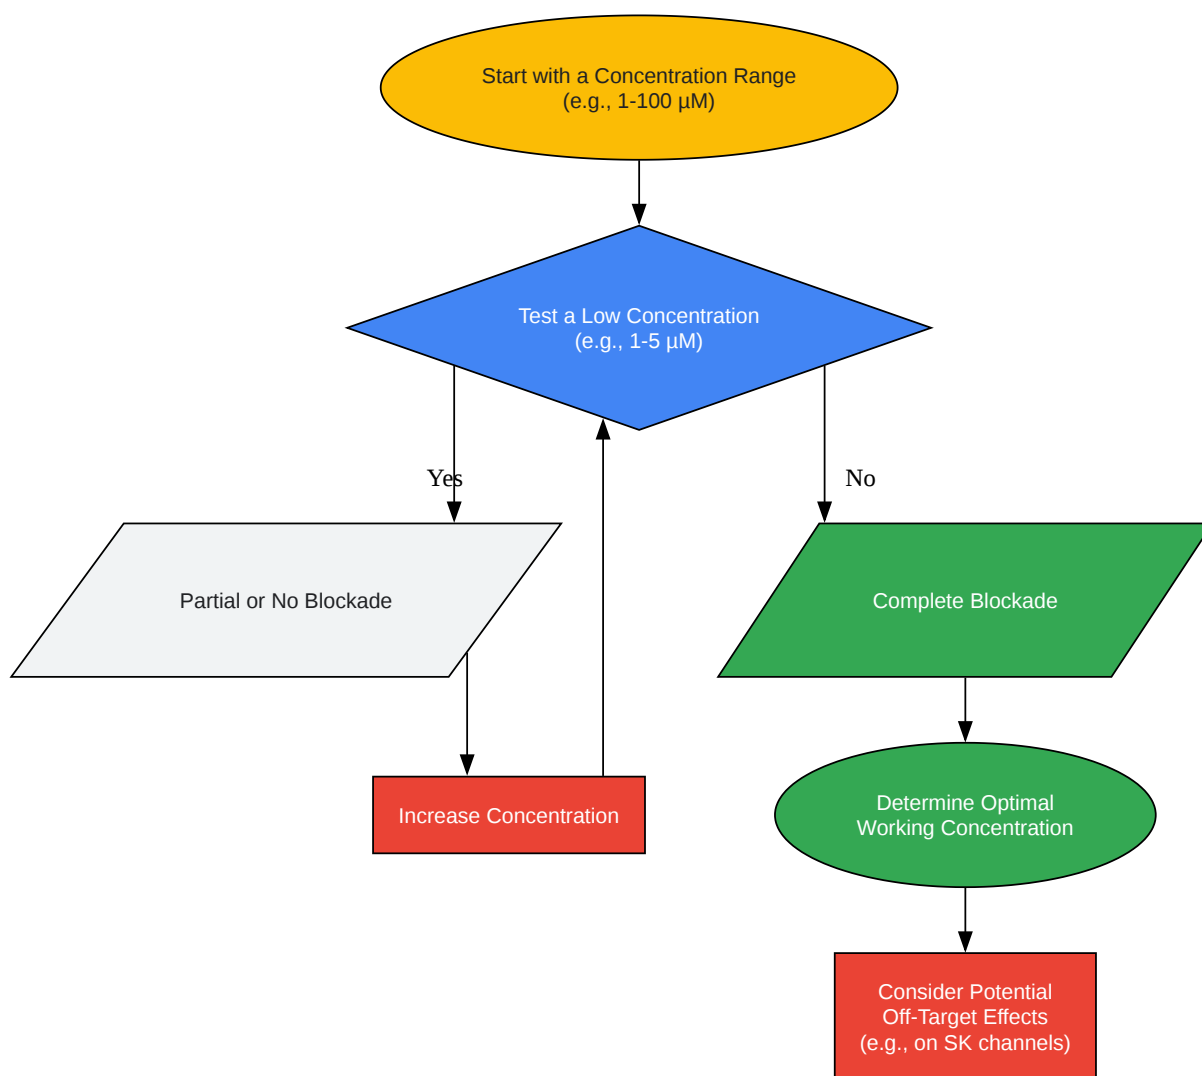 Start with a Concentration Range
(e.g., 1-100 µM)
Test a Low Concentration
(e.g., 1-5 µM)
Yes
No
Partial or No Blockade
Complete Blockade
Increase Concentration
Determine Optimal
Working Concentration
Consider Potential
Off-Target Effects
(e.g., on SK channels)